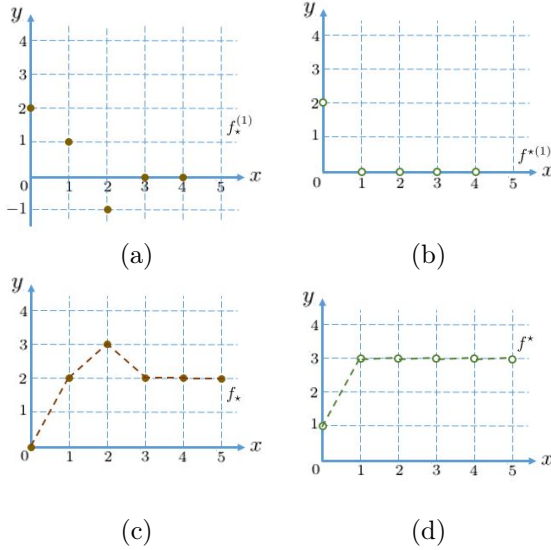 y y
4 4
3 3
2 2
1 f⋆(1) 1
0 1 2 3 4 5 x 0 1 2 3 4 5 f⋆(1) x
−1
(a) (b)
y y
4 4
3 3 f⋆
2 f⋆ 2
1 1
0 1 2 3 4 5 x 0 1 2 3 4 5 x
(c) (d)